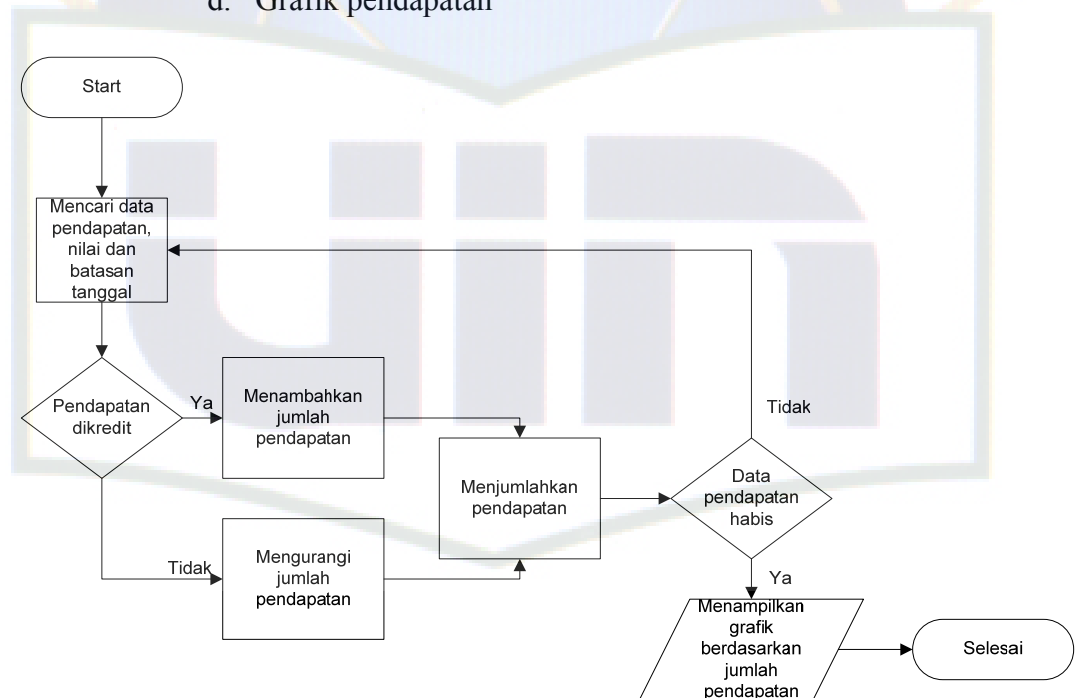 d. Grafik pendapatan
Start
Mencari data
pendapatan,
nilai dan
batasan
tanggal
Pendapatan
dikredit
Ya
Menambahkan
jumlah
pendapatan
Tidak
Mengurangi
jumlah
pendapatan
Menjumlahkan
pendapatan
Data
pendapatan
habis
Tidak
Ya
Menampilkan
grafik
berdasarkan
jumlah
pendapatan
Selesai
uin